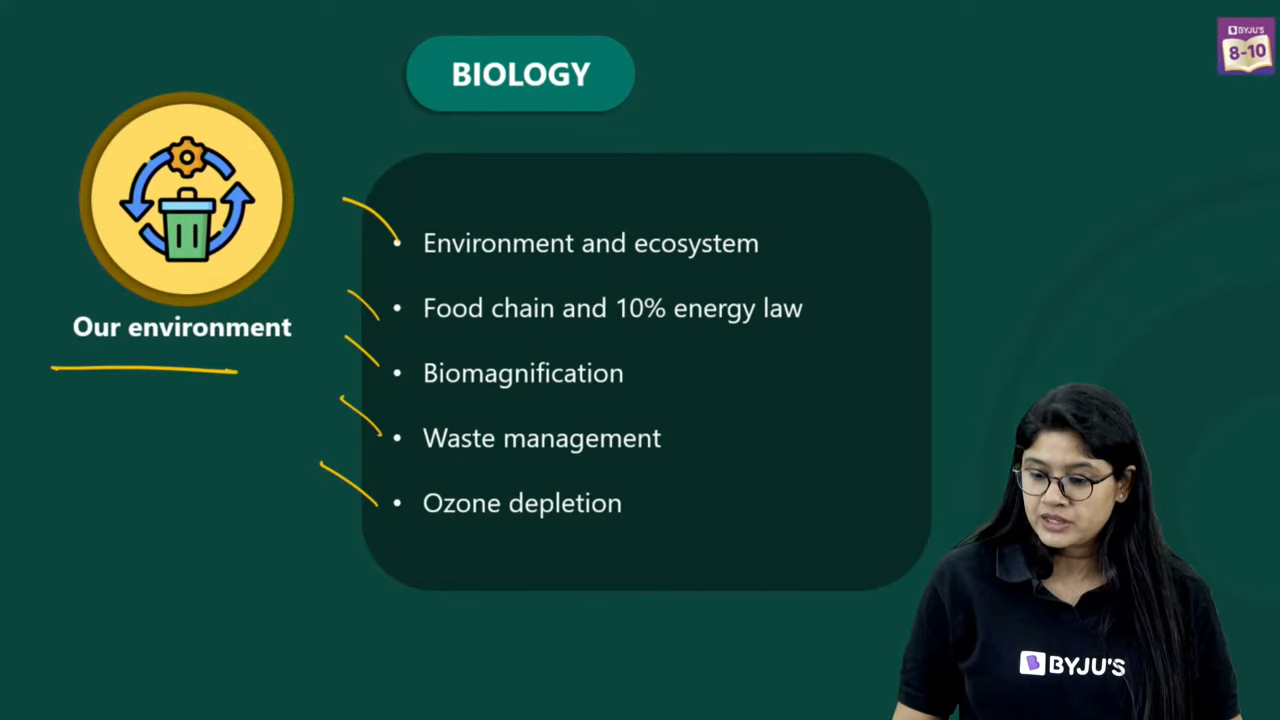 BIOLOGY
BYJU'S
8-10
Our environment
• Environment and ecosystem
• Food chain and 10% energy law
• Biomagnification
• Waste management
• Ozone depletion
BYJU'S